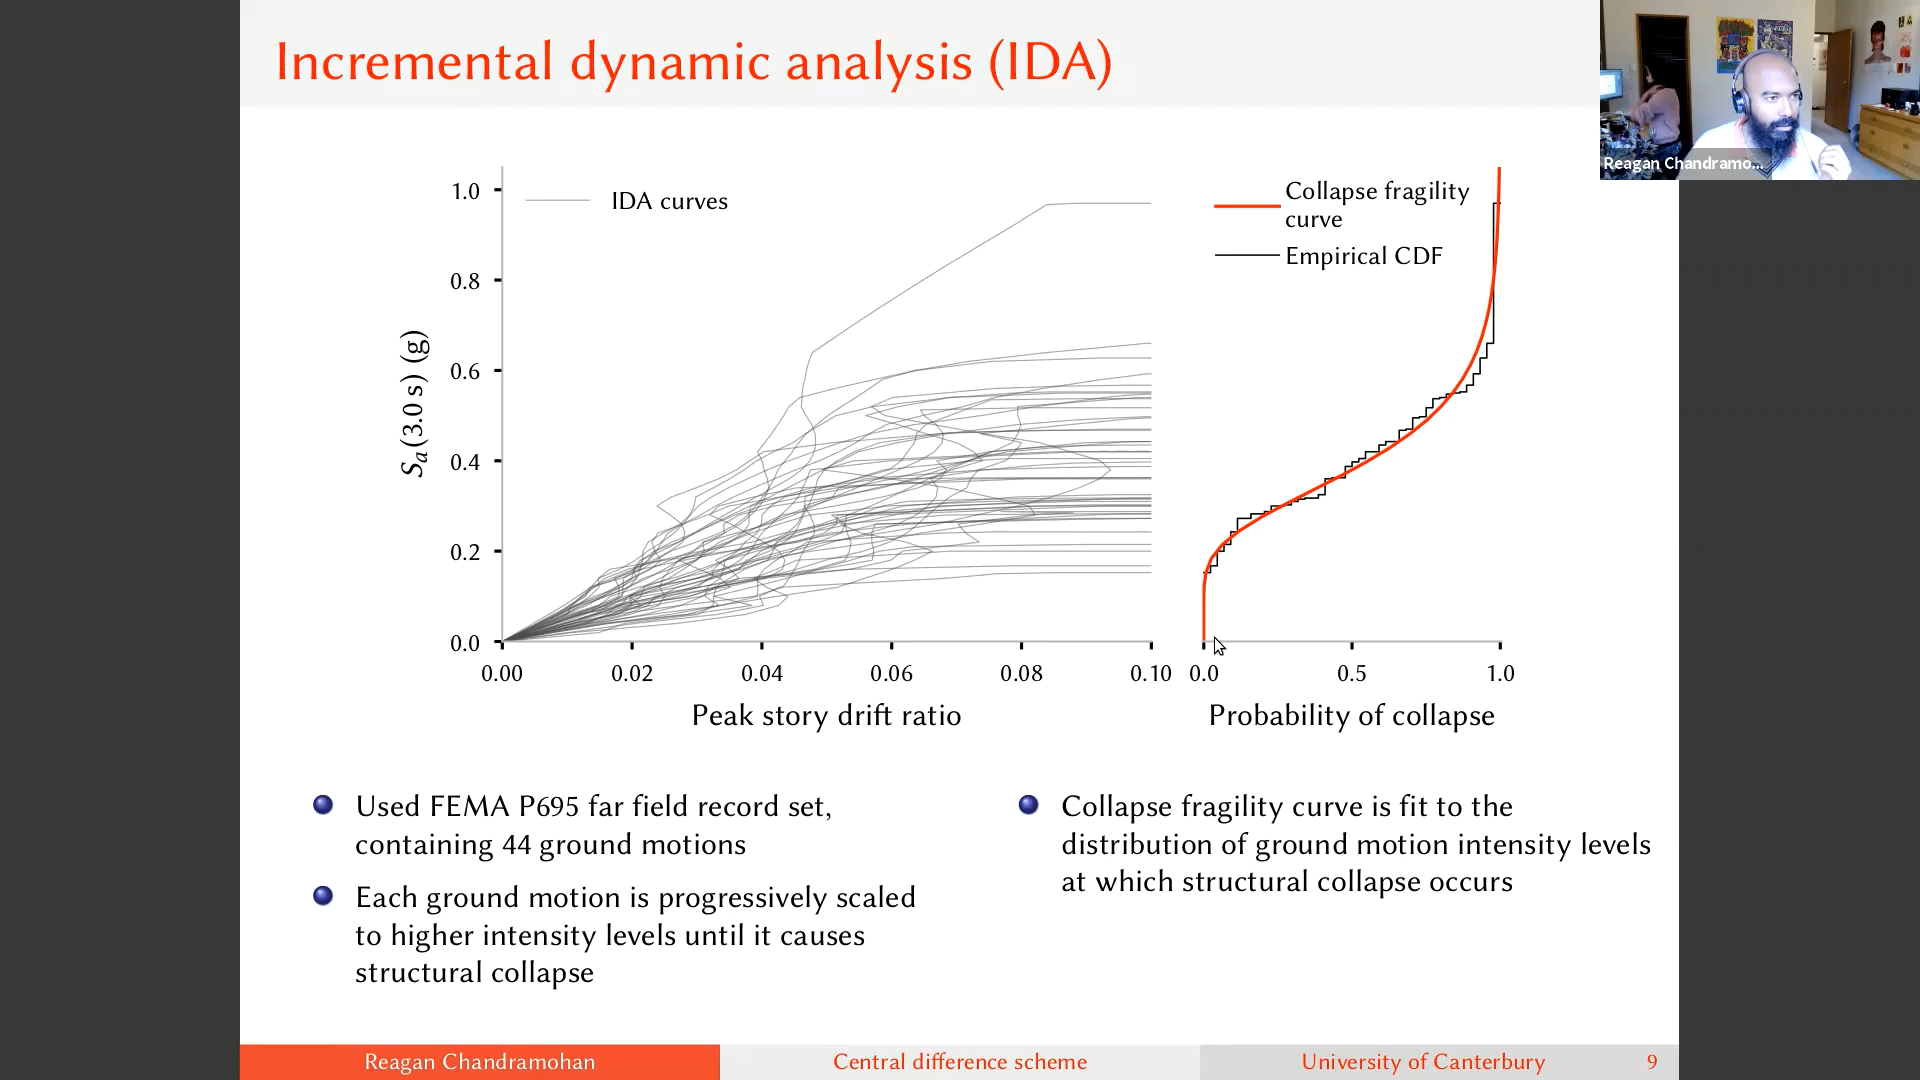 Incremental dynamic analysis (IDA)
Reagan Chandramo...
IDA curves
1.0
0.8
0.6
0.4
0.2
0.0
Sa(3.0 s) (g)
0.00 0.02 0.04 0.06 0.08 0.10
Peak story drift ratio
Collapse fragility
curve
Empirical CDF
0.0 0.5 1.0
Probability of collapse
Used FEMA P695 far field record set,
containing 44 ground motions
Each ground motion is progressively scaled
to higher intensity levels until it causes
structural collapse
Collapse fragility curve is fit to the
distribution of ground motion intensity levels
at which structural collapse occurs
Reagan Chandramohan
Central difference scheme
University of Canterbury
9